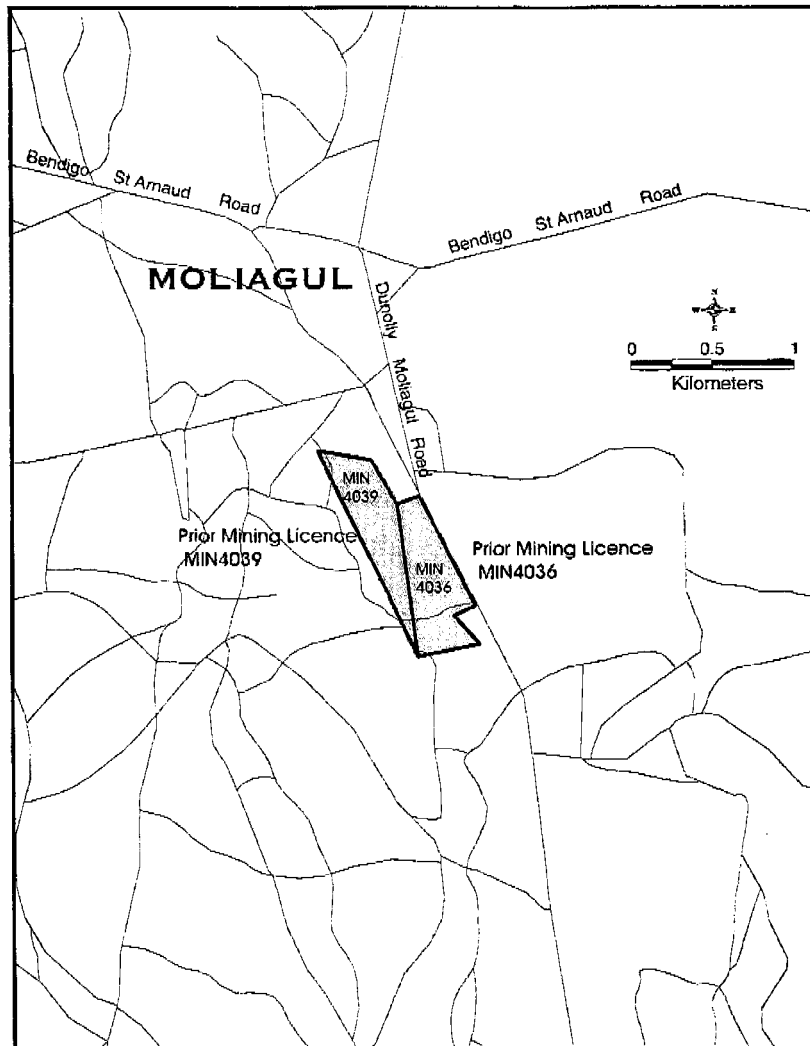 Bendigo St Arnaud Road
Bendigo St Arnaud Road
MOLIAGUL
Dunolly Moliagul Road
N
W E
S
0 0.5 1
Kilometers
MIN
4039
Prior Mining Licence
MIN4039
Prior Mining Licence
MIN4036
MIN
4036